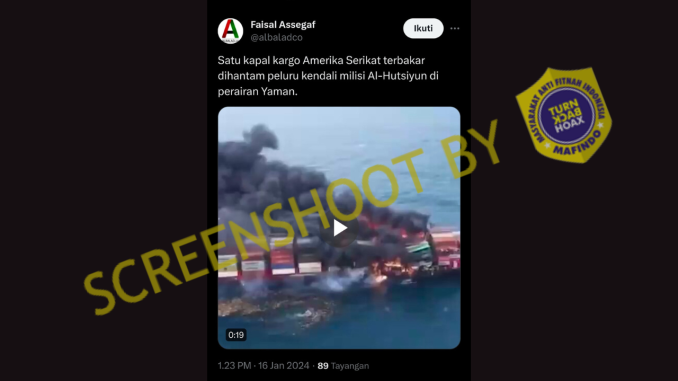 Faisal Assegaf
@albaladco
Ikuti
Satu kapal kargo Amerika Serikat terbakar
dihantam peluru kendali milisi Al-Hutsiyun di
perairan Yaman.
SCREENSHOOT BY
MASYARAKAT ANTI FITNAH INDONESIA
TURN
BACK
HOAX
MAFINDO
0:19
1.23 PM · 16 Jan 2024 · 89 Tayangan